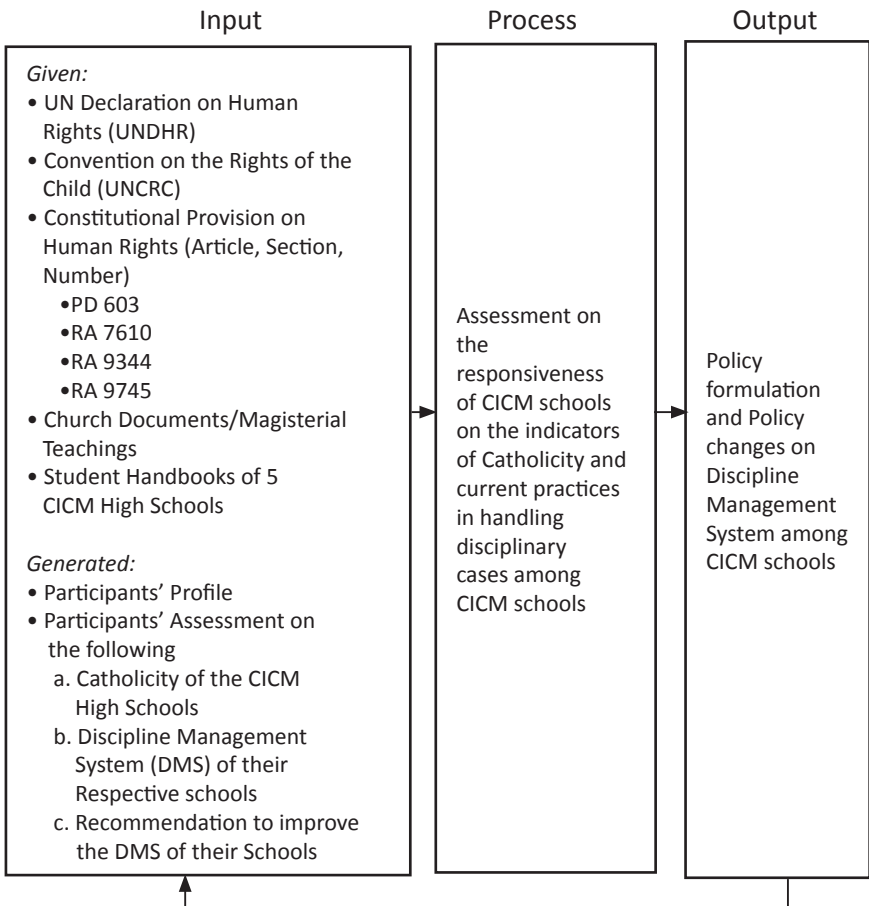 Input
Given:
• UN Declaration on Human
Rights (UNDHR)
• Convention on the Rights of the
Child (UNCRC)
• Constitutional Provision on
Human Rights (Article, Section,
Number)
•PD 603
•RA 7610
•RA 9344
•RA 9745
• Church Documents/Magisterial
Teachings
• Student Handbooks of 5
CICM High Schools
Generated:
• Participants’ Profile
• Participants’ Assessment on
the following
a. Catholicity of the CICM
High Schools
b. Discipline Management
System (DMS) of their
Respective schools
c. Recommendation to improve
the DMS of their Schools
Process
Assessment on
the
responsiveness
of CICM schools
on the indicators
of Catholicity and
current practices
in handling
disciplinary
cases among
CICM schools
Output
Policy
formulation
and Policy
changes on
Discipline
Management
System among
CICM schools